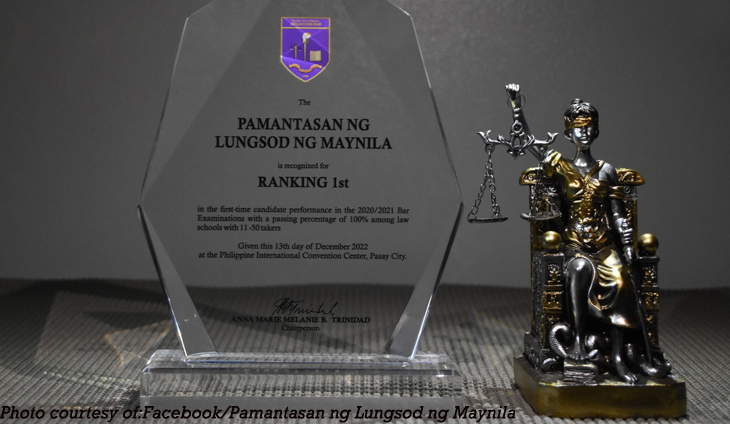 The
PAMANTASAN NG
LUNGSOD NG MAYNILA
is recognized for
RANKING 1st
in the first-time candidate performance in the 2020/2021 Bar
Examinations with a passing percentage of 100% among law
schools with 11-50 takers
Given this 13th day of December 2022
at the Philippine International Convention Center, Pasay City.
ANNA MARIE MELANIE B. TRINIDAD
Chairperson
Photo courtesy of:Facebook/Pamantasan ng Lungsod ng Maynila